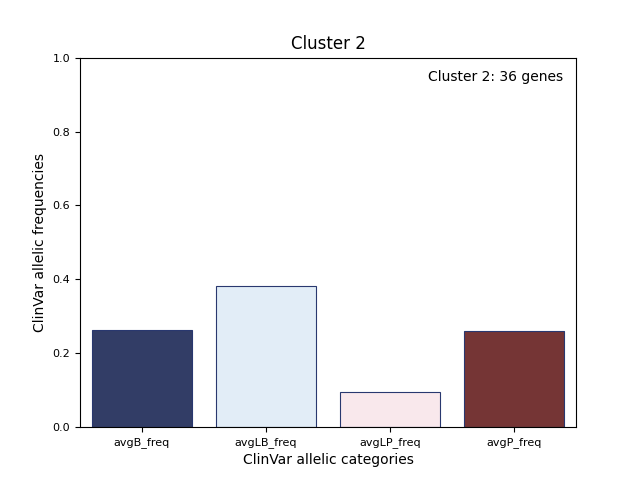 Cluster 2
Cluster 2: 36 genes
ClinVar allelic frequencies
1.0
0.8
0.6
0.4
0.2
0.0
avgB_freq
avgLB_freq
avgLP_freq
avgP_freq
ClinVar allelic categories